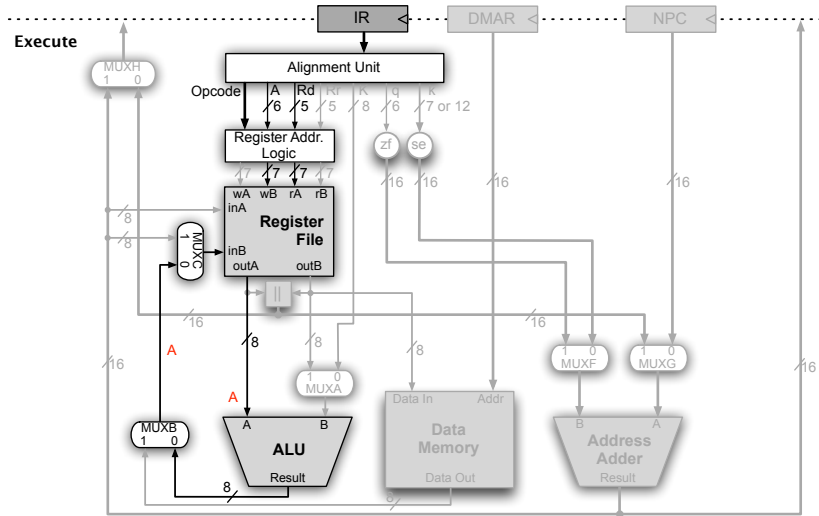 IR
DMAR
NPC
Execute
MUXH
1 0
Alignment Unit
Opcode
A
Rd
Rr
K
q
k
6
5
5
8
6
7 or 12
Register Addr.
Logic
zf
se
7
7
7
7
16
16
16
16
wA wB rA rB
inA
8
8
Register
File
MUXC
1 0
inB
outA outB
||
16
16
A
8
8
8
1 0
MUXA
1 0
MUXF
1 0
MUXG
16
16
A
MUXB
1 0
A B
ALU
Result
8
Data In Addr
Data
Memory
Data Out
8
B A
Address
Adder
Result